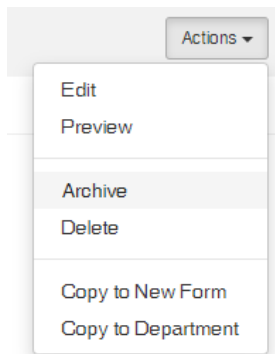 Actions
Edit
Preview
Archive
Delete
Copy to New Form
Copy to Department